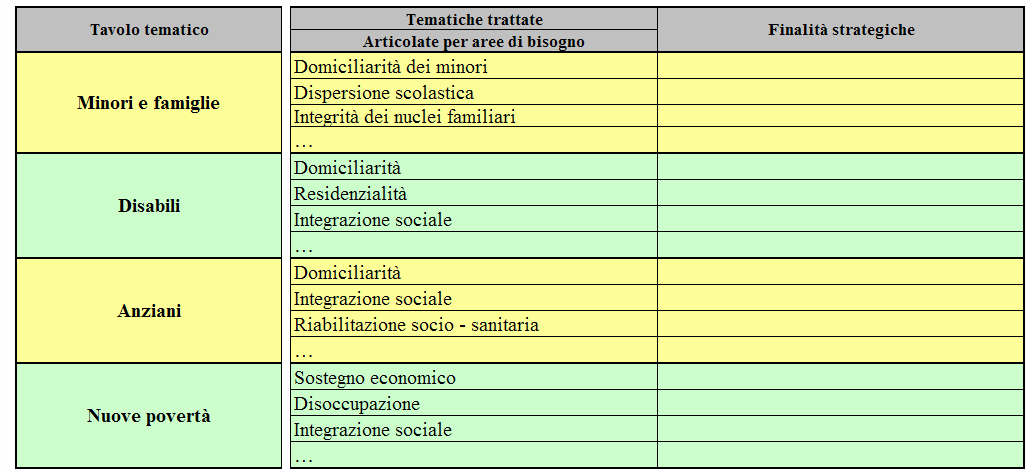 Tavolo tematico
Tematiche trattate
Articolate per aree di bisogno
Finalità strategiche
Minori e famiglie
Domiciliarità dei minori
Dispersione scolastica
Integrità dei nuclei familiari
…
Disabili
Domiciliarità
Residenzialità
Integrazione sociale
…
Anziani
Domiciliarità
Integrazione sociale
Riabilitazione socio - sanitaria
…
Nuove povertà
Sostegno economico
Disoccupazione
Integrazione sociale
…